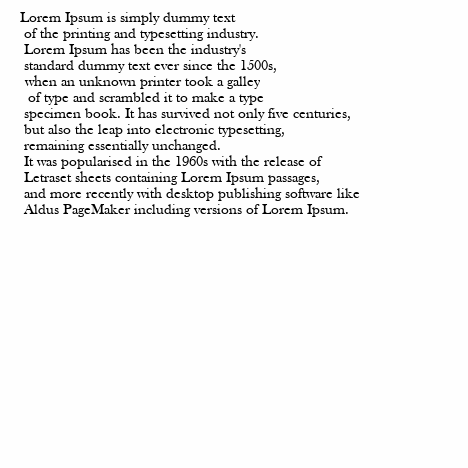 Lorem Ipsum is simply dummy text
of the printing and typesetting industry.
Lorem Ipsum has been the industry's
standard dummy text ever since the 1500s,
when an unknown printer took a galley
of type and scrambled it to make a type
specimen book. It has survived not only five centuries,
but also the leap into electronic typesetting,
remaining essentially unchanged.
It was popularised in the 1960s with the release of
Letraset sheets containing Lorem Ipsum passages,
and more recently with desktop publishing software like
Aldus PageMaker including versions of Lorem Ipsum.